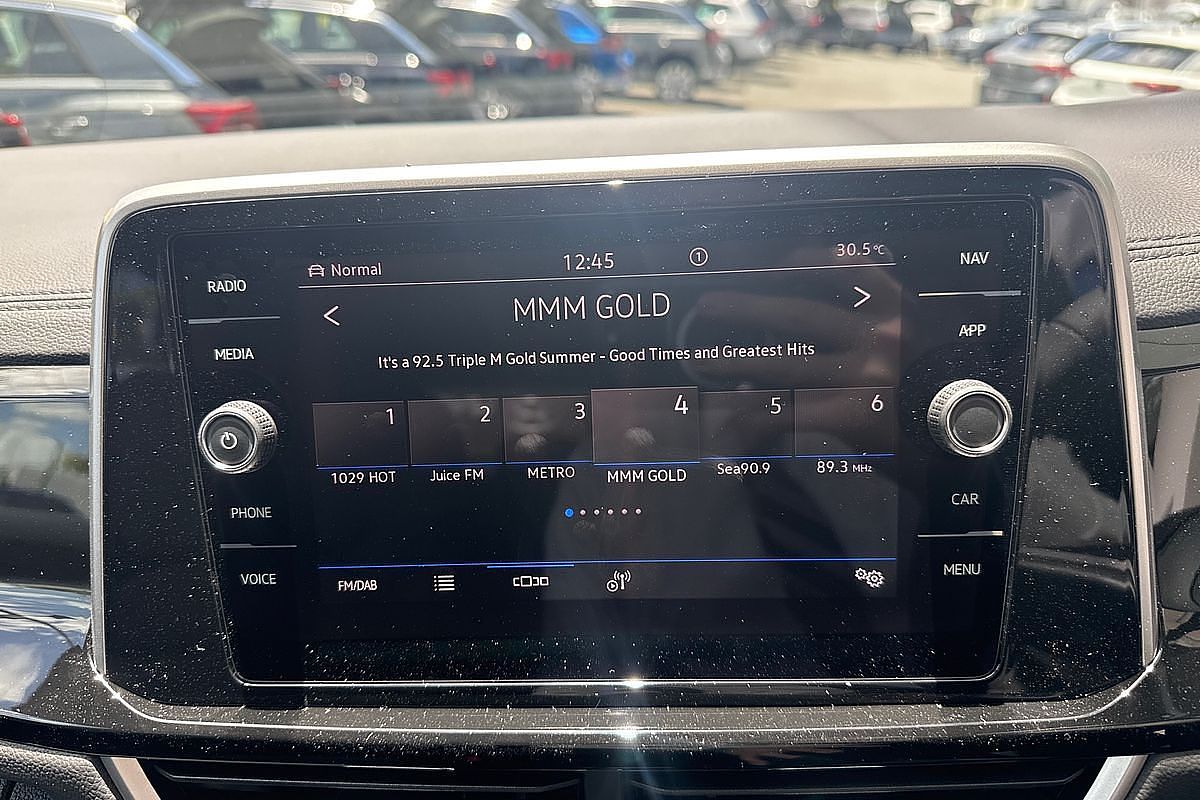 RADIO
MEDIA
PHONE
VOICE
Normal
12:45
1
30.5°C
MMM GOLD
It's a 92.5 Triple M Gold Summer - Good Times and Greatest Hits
1 2 3 4 5 6
1029 HOT Juice FM METRO MMM GOLD Sea90.9 89.3 MHz
FM/DAB
NAV
APP
CAR
MENU